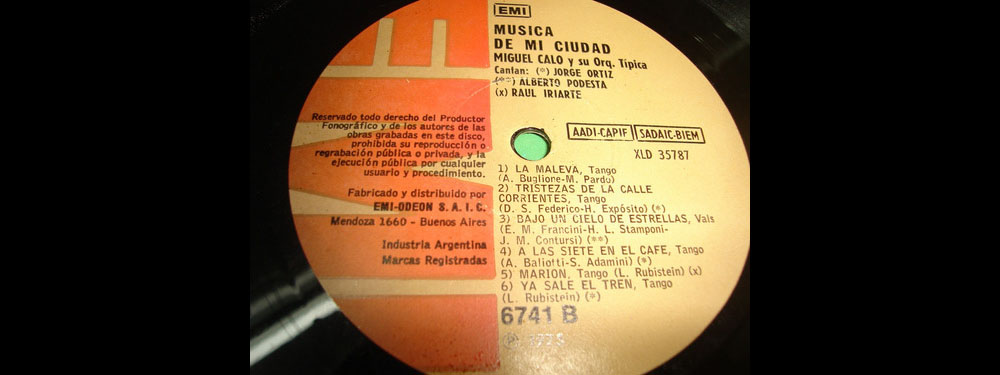 EMI
MUSICA
DE MI CIUDAD
MIGUEL CALO y su Orq. Típica
Cantan: (*) JORGE ORTIZ
(**) ALBERTO PODESTA
(x) RAUL IRIARTE
Reservado todo derecho del Productor
Fonográfico y de los autores de las
obras grabadas en este disco,
prohibida su reproducción o
regrabación pública o privada, y la
ejecución pública por cualquier
usuario y procedimiento.
Fabricado y distribuido por
EMI-ODEON S. A. I. C.
Mendoza 1660 - Buenos Aires
Industria Argentina
Marcas Registradas
AADI-CAPIF SADAIC-BIEM
XLD 35787
1) LA MALEVA, Tango
(A. Buglione-M. Pardo)
2) TRISTEZAS DE LA CALLE
CORRIENTES, Tango
(D. S. Federico-H. Expósito) (*)
3) BAJO UN CIELO DE ESTRELLAS, Vals
(E. M. Francini-H. L. Stamponi-
J. M. Contursi) (**)
4) A LAS SIETE EN EL CAFE, Tango
(A. Baliotti-S. Adamini) (*)
5) MARION, Tango (L. Rubistein) (x)
6) YA SALE EL TREN, Tango
(L. Rubistein) (*)
6741 B